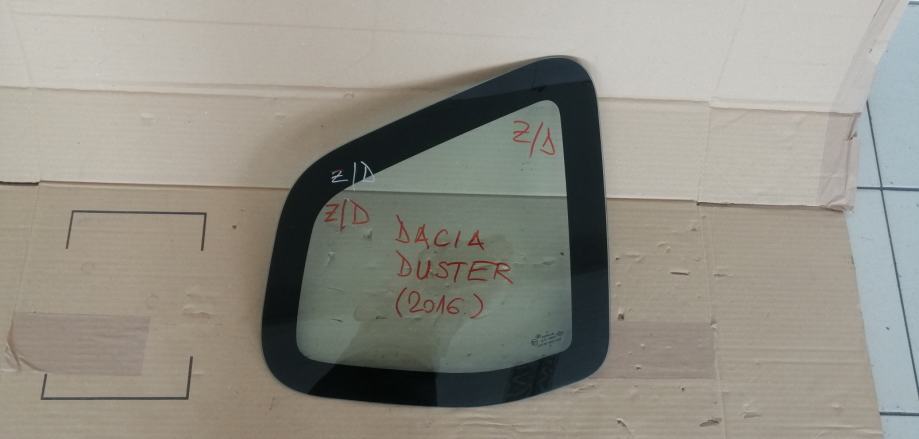 Z/D
Z/D
Z/D
DACIA
DUSTER
(2016.)